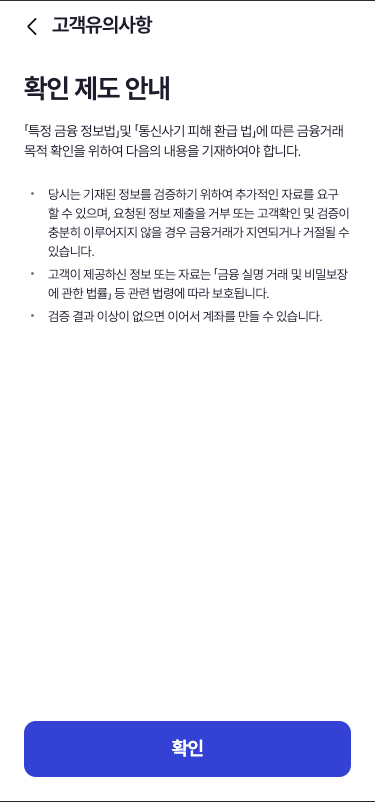 고객유의사항
확인 제도 안내
「특정 금융 정보법」및 「통신사기 피해 환급 법」에 따른 금융거래
목적 확인을 위하여 다음의 내용을 기재하여야 합니다.
• 당시는 기재된 정보를 검증하기 위하여 추가적인 자료를 요구
할 수 있으며, 요청된 정보 제출을 거부 또는 고객확인 및 검증이
충분히 이루어지지 않을 경우 금융거래가 지연되거나 거절될 수
있습니다.
• 고객이 제공하신 정보 또는 자료는 「금융 실명 거래 및 비밀보장
에 관한 법률」 등 관련 법령에 따라 보호됩니다.
• 검증 결과 이상이 없으면 이어서 계좌를 만들 수 있습니다.
확인